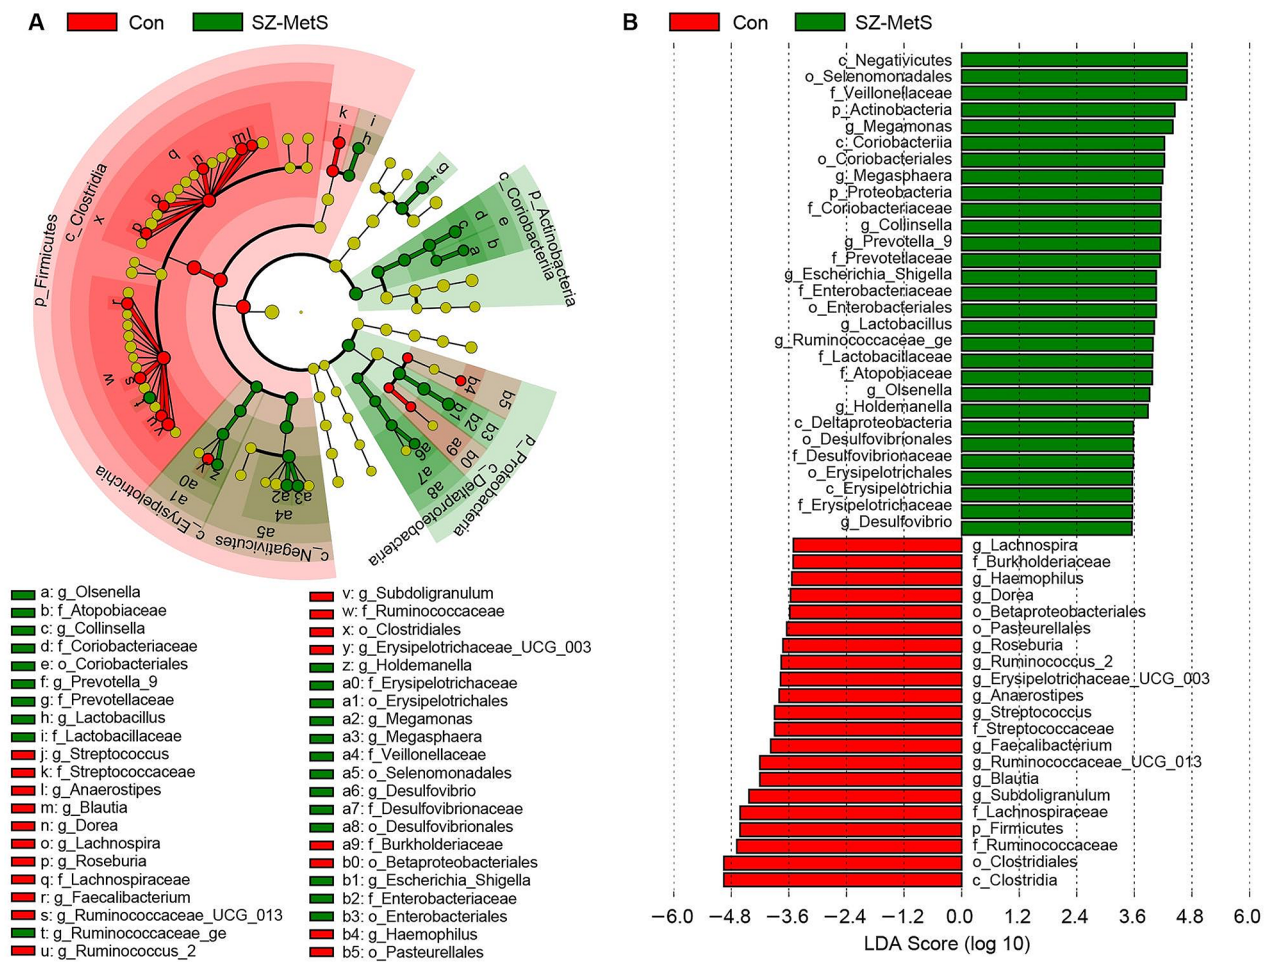 A Con SZ-MetS
p_Firmicutes
c_Clostridia
x
q
p
o
n
m
l
k
j
i
h
g
f
p_Actinobacteria
c_Coriobacteriia
e
d
c
b
a
r
w
s
t
u
v
y
z
a0
a1
c_Erysipelotrichia
a2
a3
a4
a5
c_Negativicutes
b5
b4
b3
b2
b1
b0
a9
a8
a7
a6
c_Deltaproteobacteria
p_Proteobacteria
a: g_Olsenella
b: f_Atopobiaceae
c: g_Collinsella
d: f_Coriobacteriaceae
e: o_Coriobacteriales
f: g_Prevotella_9
g: f_Prevotellaceae
h: g_Lactobacillus
i: f_Lactobacillaceae
j: g_Streptococcus
k: f_Streptococcaceae
l: g_Anaerostipes
m: g_Blautia
n: g_Dorea
o: g_Lachnospira
p: g_Roseburia
q: f_Lachnospiraceae
r: g_Faecalibacterium
s: g_Ruminococcaceae_UCG_013
t: g_Ruminococcaceae_ge
u: g_Ruminococcus_2
v: g_Subdoligranulum
w: f_Ruminococcaceae
x: o_Clostridiales
y: g_Erysipelotrichaceae_UCG_003
z: g_Holdemanella
a0: f_Erysipelotrichaceae
a1: o_Erysipelotrichales
a2: g_Megamonas
a3: g_Megasphaera
a4: f_Veillonellaceae
a5: o_Selenomonadales
a6: g_Desulfovibrio
a7: f_Desulfovibrionaceae
a8: o_Desulfovibrionales
a9: f_Burkholderiaceae
b0: o_Betaproteobacteriales
b1: g_Escherichia_Shigella
b2: f_Enterobacteriaceae
b3: o_Enterobacteriales
b4: g_Haemophilus
b5: o_Pasteurellales
B Con SZ-MetS
c_Negativicutes
o_Selenomonadales
f_Veillonellaceae
p_Actinobacteria
g_Megamonas
c_Coriobacteriia
o_Coriobacteriales
g_Megasphaera
p_Proteobacteria
f_Coriobacteriaceae
g_Collinsella
g_Prevotella_9
f_Prevotellaceae
g_Escherichia_Shigella
f_Enterobacteriaceae
o_Enterobacteriales
g_Lactobacillus
g_Ruminococcaceae_ge
f_Lactobacillaceae
f_Atopobiaceae
g_Olsenella
g_Holdemanella
c_Deltaproteobacteria
o_Desulfovibrionales
f_Desulfovibrionaceae
o_Erysipelotrichales
c_Erysipelotrichia
f_Erysipelotrichaceae
g_Desulfovibrio
g_Lachnospira
f_Burkholderiaceae
g_Haemophilus
g_Dorea
o_Betaproteobacteriales
o_Pasteurellales
g_Roseburia
g_Ruminococcus_2
g_Erysipelotrichaceae_UCG_003
g_Anaerostipes
g_Streptococcus
f_Streptococcaceae
g_Faecalibacterium
g_Ruminococcaceae_UCG_013
g_Blautia
g_Subdoligranulum
f_Lachnospiraceae
p_Firmicutes
f_Ruminococcaceae
o_Clostridiales
c_Clostridia
−6.0 −4.8 −3.6 −2.4 −1.2 0.0 1.2 2.4 3.6 4.8 6.0
LDA Score (log 10)